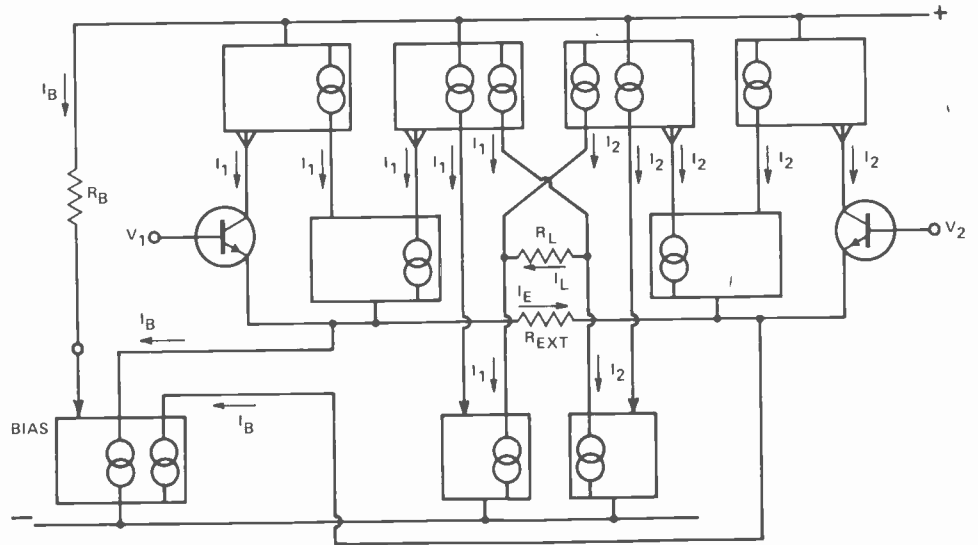 +
I_B
I_1 I_1 I_1 I_1 I_1 I_2 I_2 I_2 I_2 I_2
R_B
V_1
V_2
R_L
I_L
I_E
R_EXT
I_B
I_1 I_2
I_B
BIAS
−